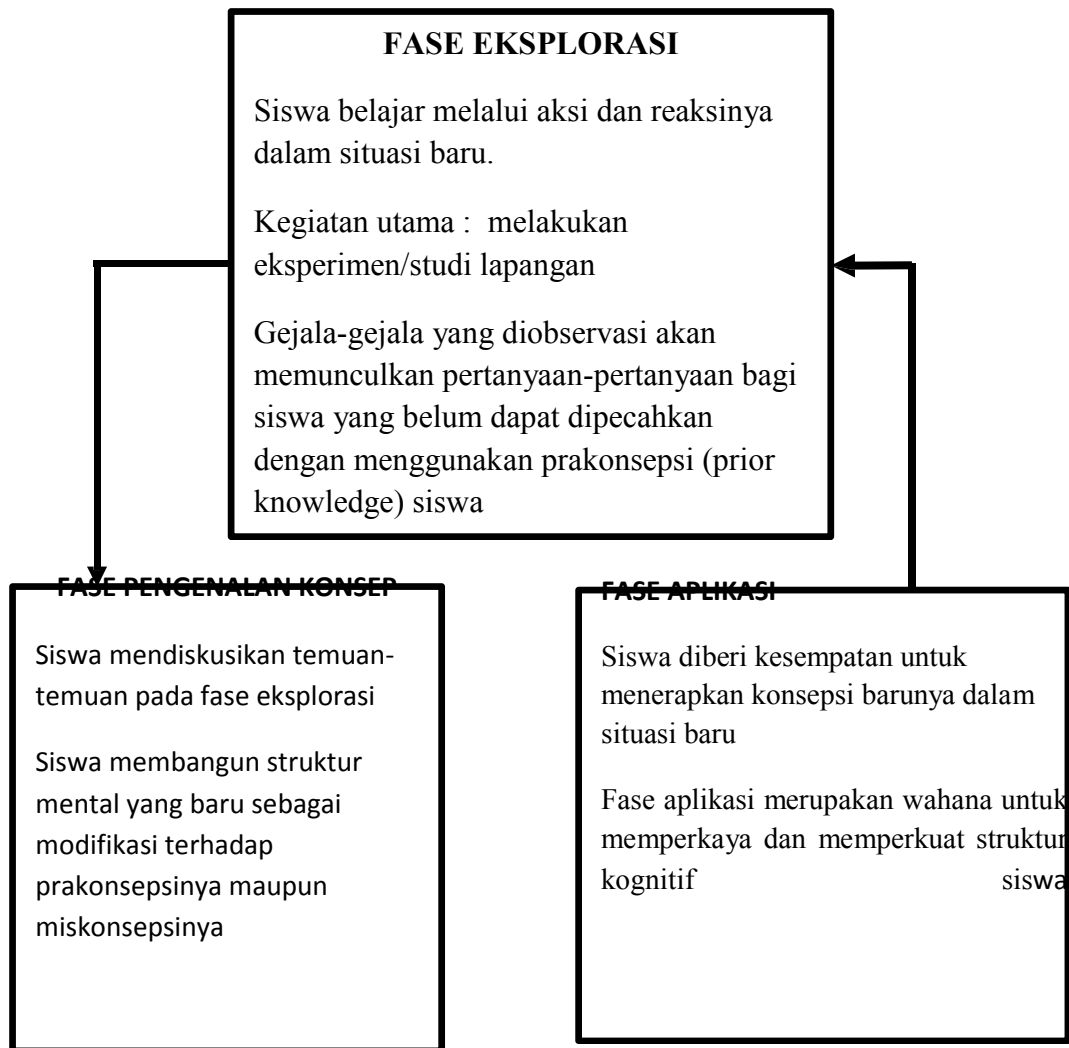 FASE EKSPLORASI
Siswa belajar melalui aksi dan reaksinya
dalam situasi baru.
Kegiatan utama :  melakukan
eksperimen/studi lapangan
Gejala-gejala yang diobservasi akan
memunculkan pertanyaan-pertanyaan bagi
siswa yang belum dapat dipecahkan
dengan menggunakan prakonsepsi (prior
knowledge) siswa
FASE PENGENALAN KONSEP
Siswa mendiskusikan temuan-
temuan pada fase eksplorasi
Siswa membangun struktur
mental yang baru sebagai
modifikasi terhadap
prakonsepsinya maupun
miskonsepsinya
FASE APLIKASI
Siswa diberi kesempatan untuk
menerapkan konsepsi barunya dalam
situasi baru
Fase aplikasi merupakan wahana untuk
memperkaya dan memperkuat struktur
kognitif siswa